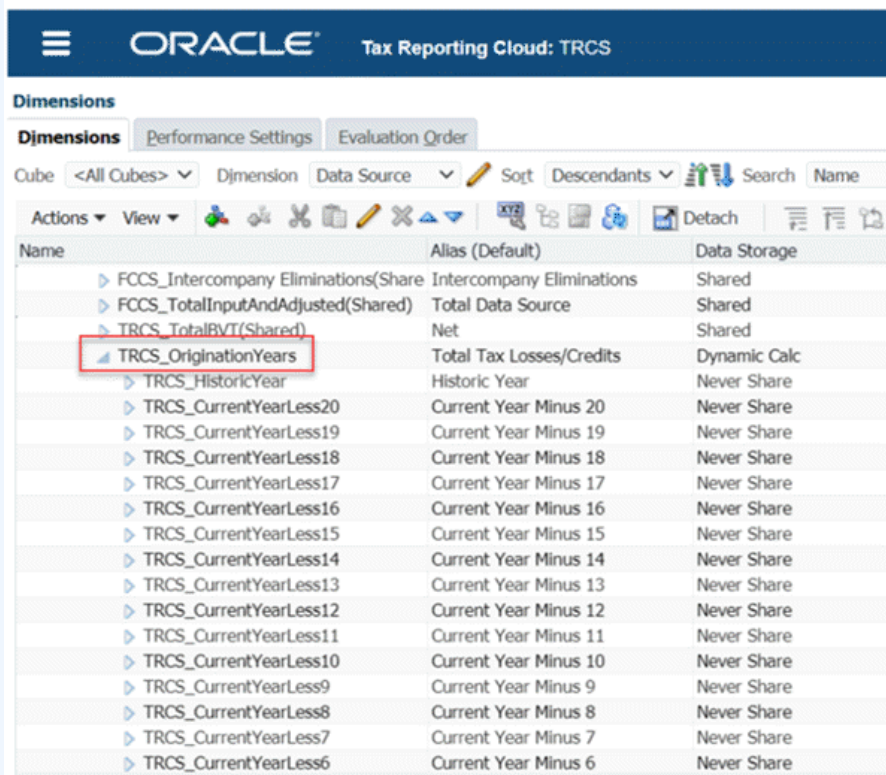 ORACLE® Tax Reporting Cloud: TRCS
Dimensions
Dimensions Performance Settings Evaluation Order
Cube <All Cubes> Dimension Data Source Sort Descendants Search Name
Actions View XYZ Detach
Name Alias (Default) Data Storage
FCCS_Intercompany Eliminations(Share Intercompany Eliminations Shared
FCCS_TotalInputAndAdjusted(Shared) Total Data Source Shared
TRCS_TotalBVT(Shared) Net Shared
TRCS_OriginationYears Total Tax Losses/Credits Dynamic Calc
TRCS_HistoricYear Historic Year Never Share
TRCS_CurrentYearLess20 Current Year Minus 20 Never Share
TRCS_CurrentYearLess19 Current Year Minus 19 Never Share
TRCS_CurrentYearLess18 Current Year Minus 18 Never Share
TRCS_CurrentYearLess17 Current Year Minus 17 Never Share
TRCS_CurrentYearLess16 Current Year Minus 16 Never Share
TRCS_CurrentYearLess15 Current Year Minus 15 Never Share
TRCS_CurrentYearLess14 Current Year Minus 14 Never Share
TRCS_CurrentYearLess13 Current Year Minus 13 Never Share
TRCS_CurrentYearLess12 Current Year Minus 12 Never Share
TRCS_CurrentYearLess11 Current Year Minus 11 Never Share
TRCS_CurrentYearLess10 Current Year Minus 10 Never Share
TRCS_CurrentYearLess9 Current Year Minus 9 Never Share
TRCS_CurrentYearLess8 Current Year Minus 8 Never Share
TRCS_CurrentYearLess7 Current Year Minus 7 Never Share
TRCS_CurrentYearLess6 Current Year Minus 6 Never Share